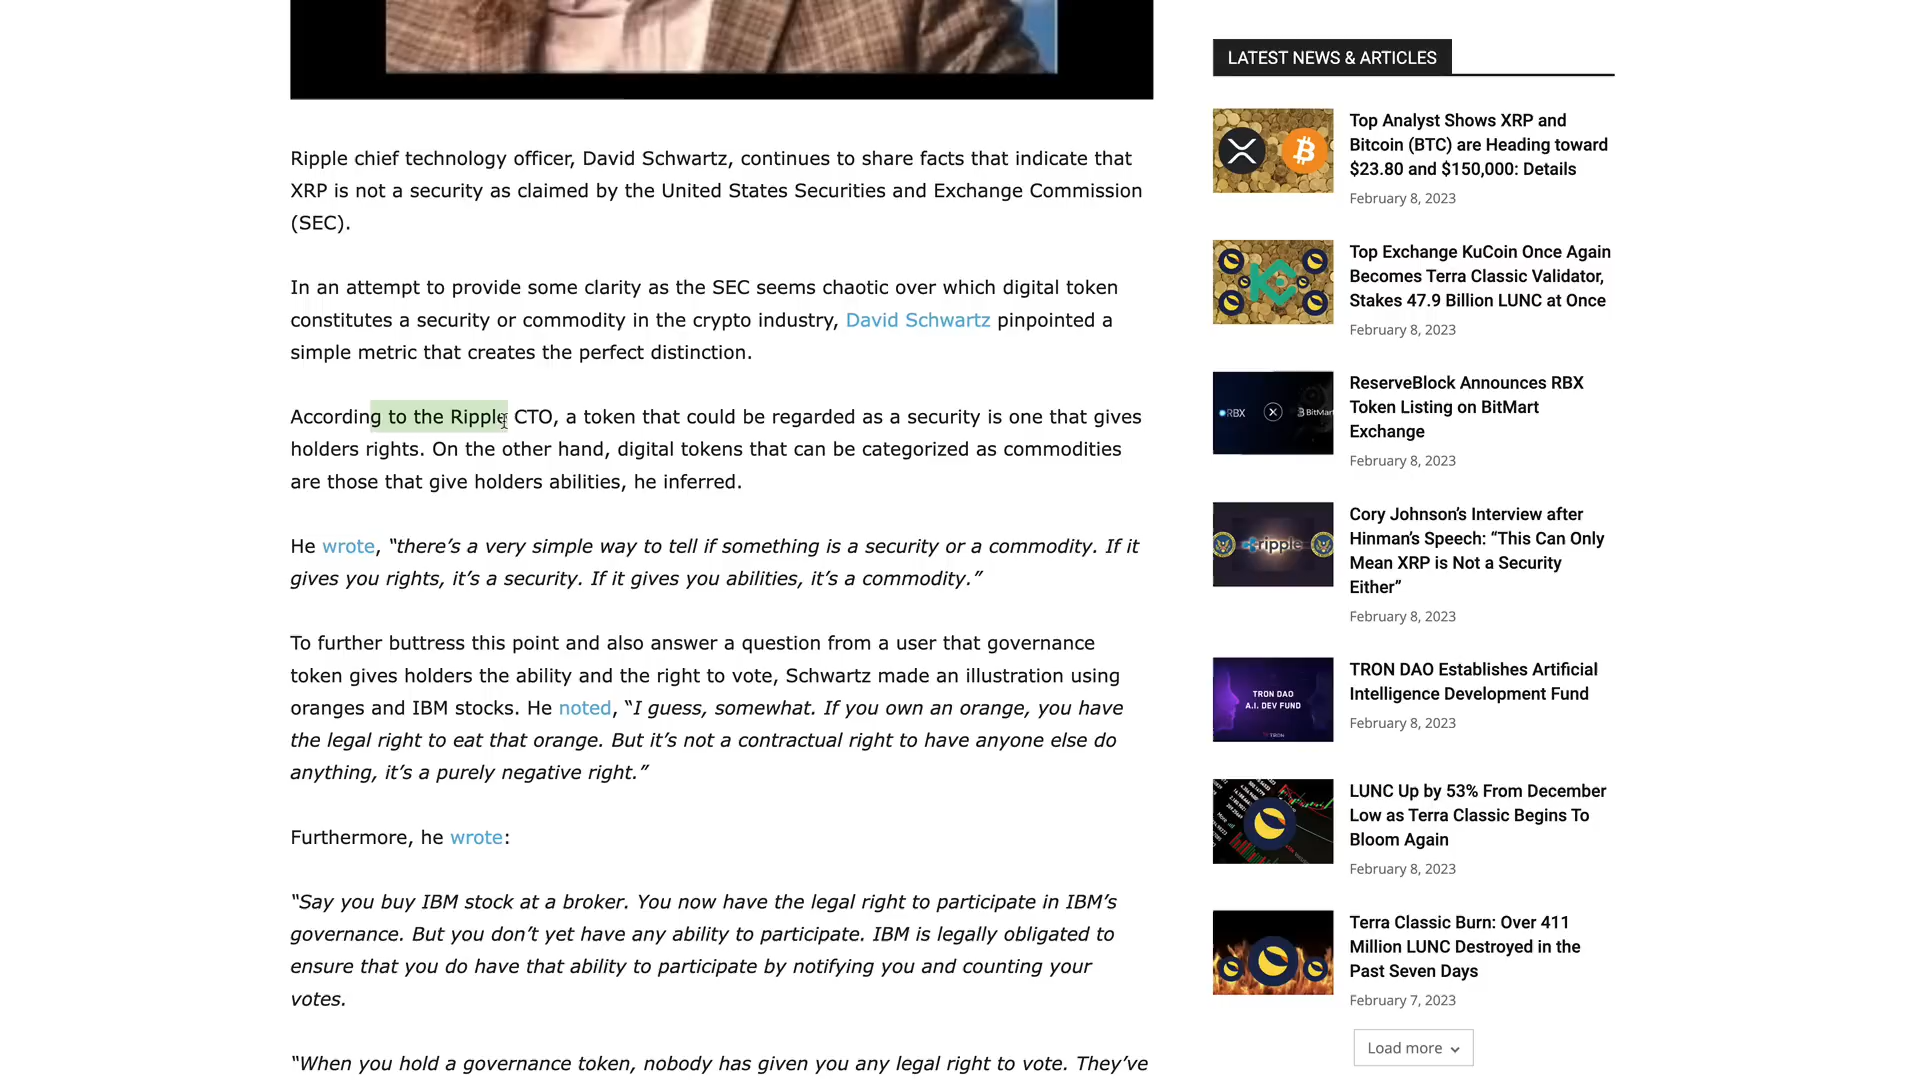 Ripple chief technology officer, David Schwartz, continues to share facts that indicate that
XRP is not a security as claimed by the United States Securities and Exchange Commission
(SEC).
In an attempt to provide some clarity as the SEC seems chaotic over which digital token
constitutes a security or commodity in the crypto industry, David Schwartz pinpointed a
simple metric that creates the perfect distinction.
According to the Ripple CTO, a token that could be regarded as a security is one that gives
holders rights. On the other hand, digital tokens that can be categorized as commodities
are those that give holders abilities, he inferred.
He wrote, “there’s a very simple way to tell if something is a security or a commodity. If it
gives you rights, it’s a security. If it gives you abilities, it’s a commodity.”
To further buttress this point and also answer a question from a user that governance
token gives holders the ability and the right to vote, Schwartz made an illustration using
oranges and IBM stocks. He noted, “I guess, somewhat. If you own an orange, you have
the legal right to eat that orange. But it’s not a contractual right to have anyone else do
anything, it’s a purely negative right.”
Furthermore, he wrote:
“Say you buy IBM stock at a broker. You now have the legal right to participate in IBM’s
governance. But you don’t yet have any ability to participate. IBM is legally obligated to
ensure that you do have that ability to participate by notifying you and counting your
votes.
“When you hold a governance token, nobody has given you any legal right to vote. They’ve
LATEST NEWS & ARTICLES
Top Analyst Shows XRP and
Bitcoin (BTC) are Heading toward
$23.80 and $150,000: Details
February 8, 2023
Top Exchange KuCoin Once Again
Becomes Terra Classic Validator,
Stakes 47.9 Billion LUNC at Once
February 8, 2023
RBX
BitMart
ReserveBlock Announces RBX
Token Listing on BitMart
Exchange
February 8, 2023
ripple
Cory Johnson’s Interview after
Hinman’s Speech: “This Can Only
Mean XRP is Not a Security
Either”
February 8, 2023
TRON DAO
A.I. DEV FUND
TRON
TRON DAO Establishes Artificial
Intelligence Development Fund
February 8, 2023
LUNC Up by 53% From December
Low as Terra Classic Begins To
Bloom Again
February 8, 2023
Terra Classic Burn: Over 411
Million LUNC Destroyed in the
Past Seven Days
February 7, 2023
Load more